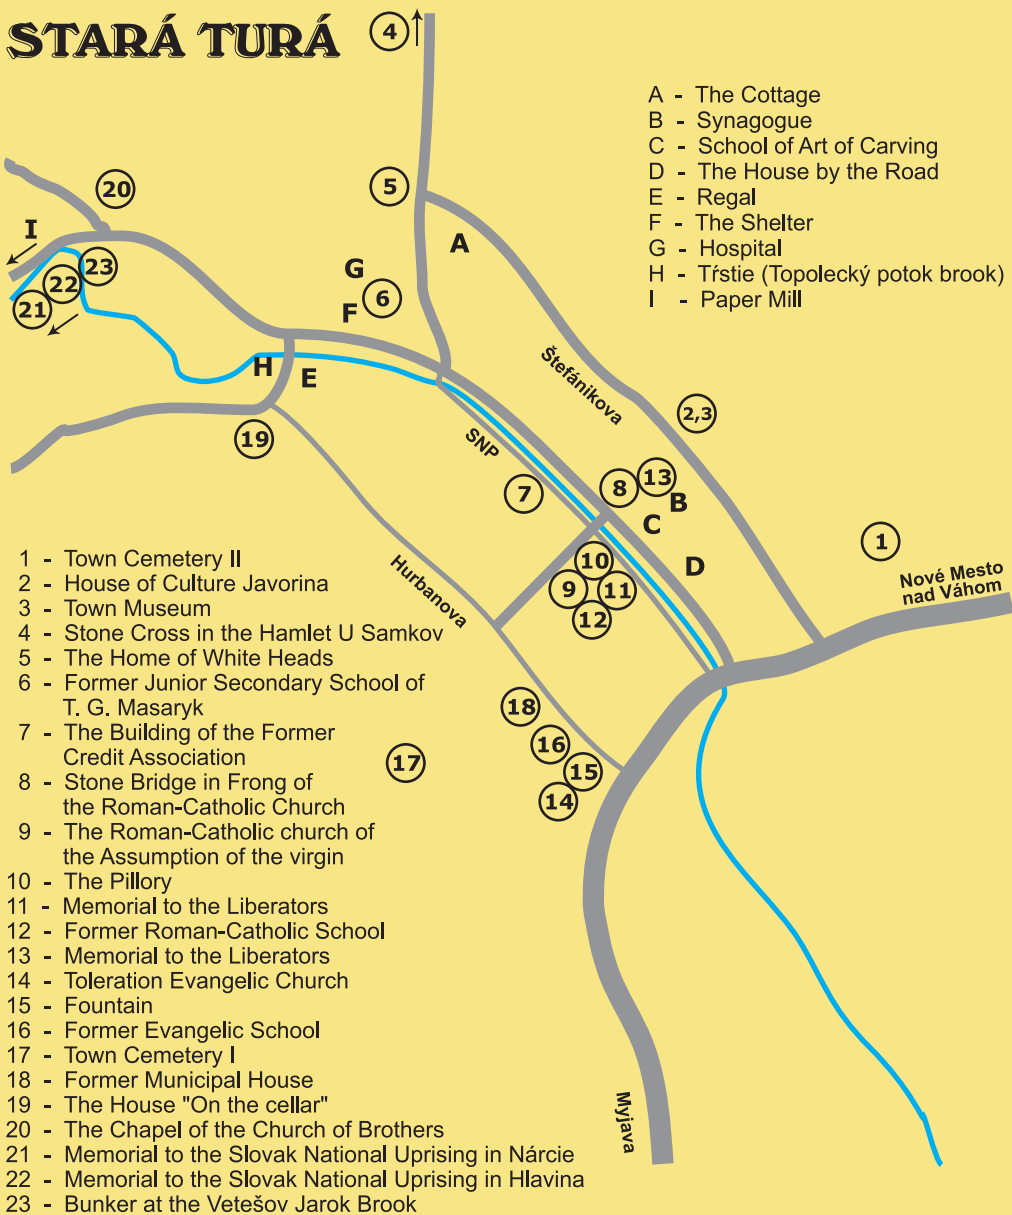 STARÁ TURÁ
4
A - The Cottage
B - Synagogue
C - School of Art of Carving
D - The House by the Road
E - Regal
F - The Shelter
G - Hospital
H - Tŕstie (Topolecký potok brook)
I - Paper Mill
20
5
I
A
23
G
22
6
21
F
Štefánikova
H
E
2,3
19
SNP
7
8
13
B
C
1
10
D
Hurbanova
9
11
12
Nové Mesto
nad Váhom
18
16
17
15
14
Myjava
1 - Town Cemetery II
2 - House of Culture Javorina
3 - Town Museum
4 - Stone Cross in the Hamlet U Samkov
5 - The Home of White Heads
6 - Former Junior Secondary School of
T. G. Masaryk
7 - The Building of the Former
Credit Association
8 - Stone Bridge in Frong of
the Roman-Catholic Church
9 - The Roman-Catholic church of
the Assumption of the virgin
10 - The Pillory
11 - Memorial to the Liberators
12 - Former Roman-Catholic School
13 - Memorial to the Liberators
14 - Toleration Evangelic Church
15 - Fountain
16 - Former Evangelic School
17 - Town Cemetery I
18 - Former Municipal House
19 - The House "On the cellar"
20 - The Chapel of the Church of Brothers
21 - Memorial to the Slovak National Uprising in Nárcie
22 - Memorial to the Slovak National Uprising in Hlavina
23 - Bunker at the Vetešov Jarok Brook